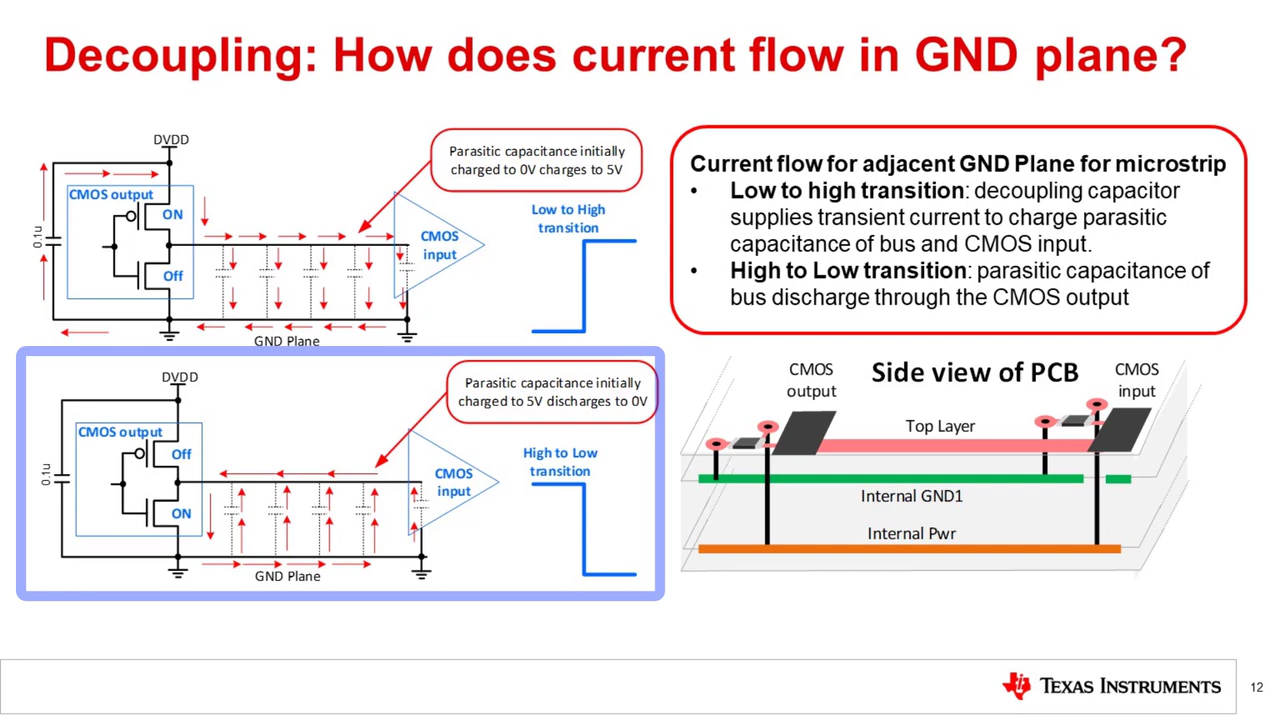 Decoupling: How does current flow in GND plane?
DVDD
CMOS output
ON
Off
0.1u
Parasitic capacitance initially
charged to 0V charges to 5V
CMOS
input
Low to High
transition
GND Plane
Current flow for adjacent GND Plane for microstrip
• Low to high transition: decoupling capacitor
supplies transient current to charge parasitic
capacitance of bus and CMOS input.
• High to Low transition: parasitic capacitance of
bus discharge through the CMOS output
DVDD
CMOS output
Off
ON
0.1u
Parasitic capacitance initially
charged to 5V discharges to 0V
CMOS
input
High to Low
transition
GND Plane
CMOS
output
Side view of PCB
CMOS
input
Top Layer
Internal GND1
Internal Pwr
TEXAS INSTRUMENTS
12